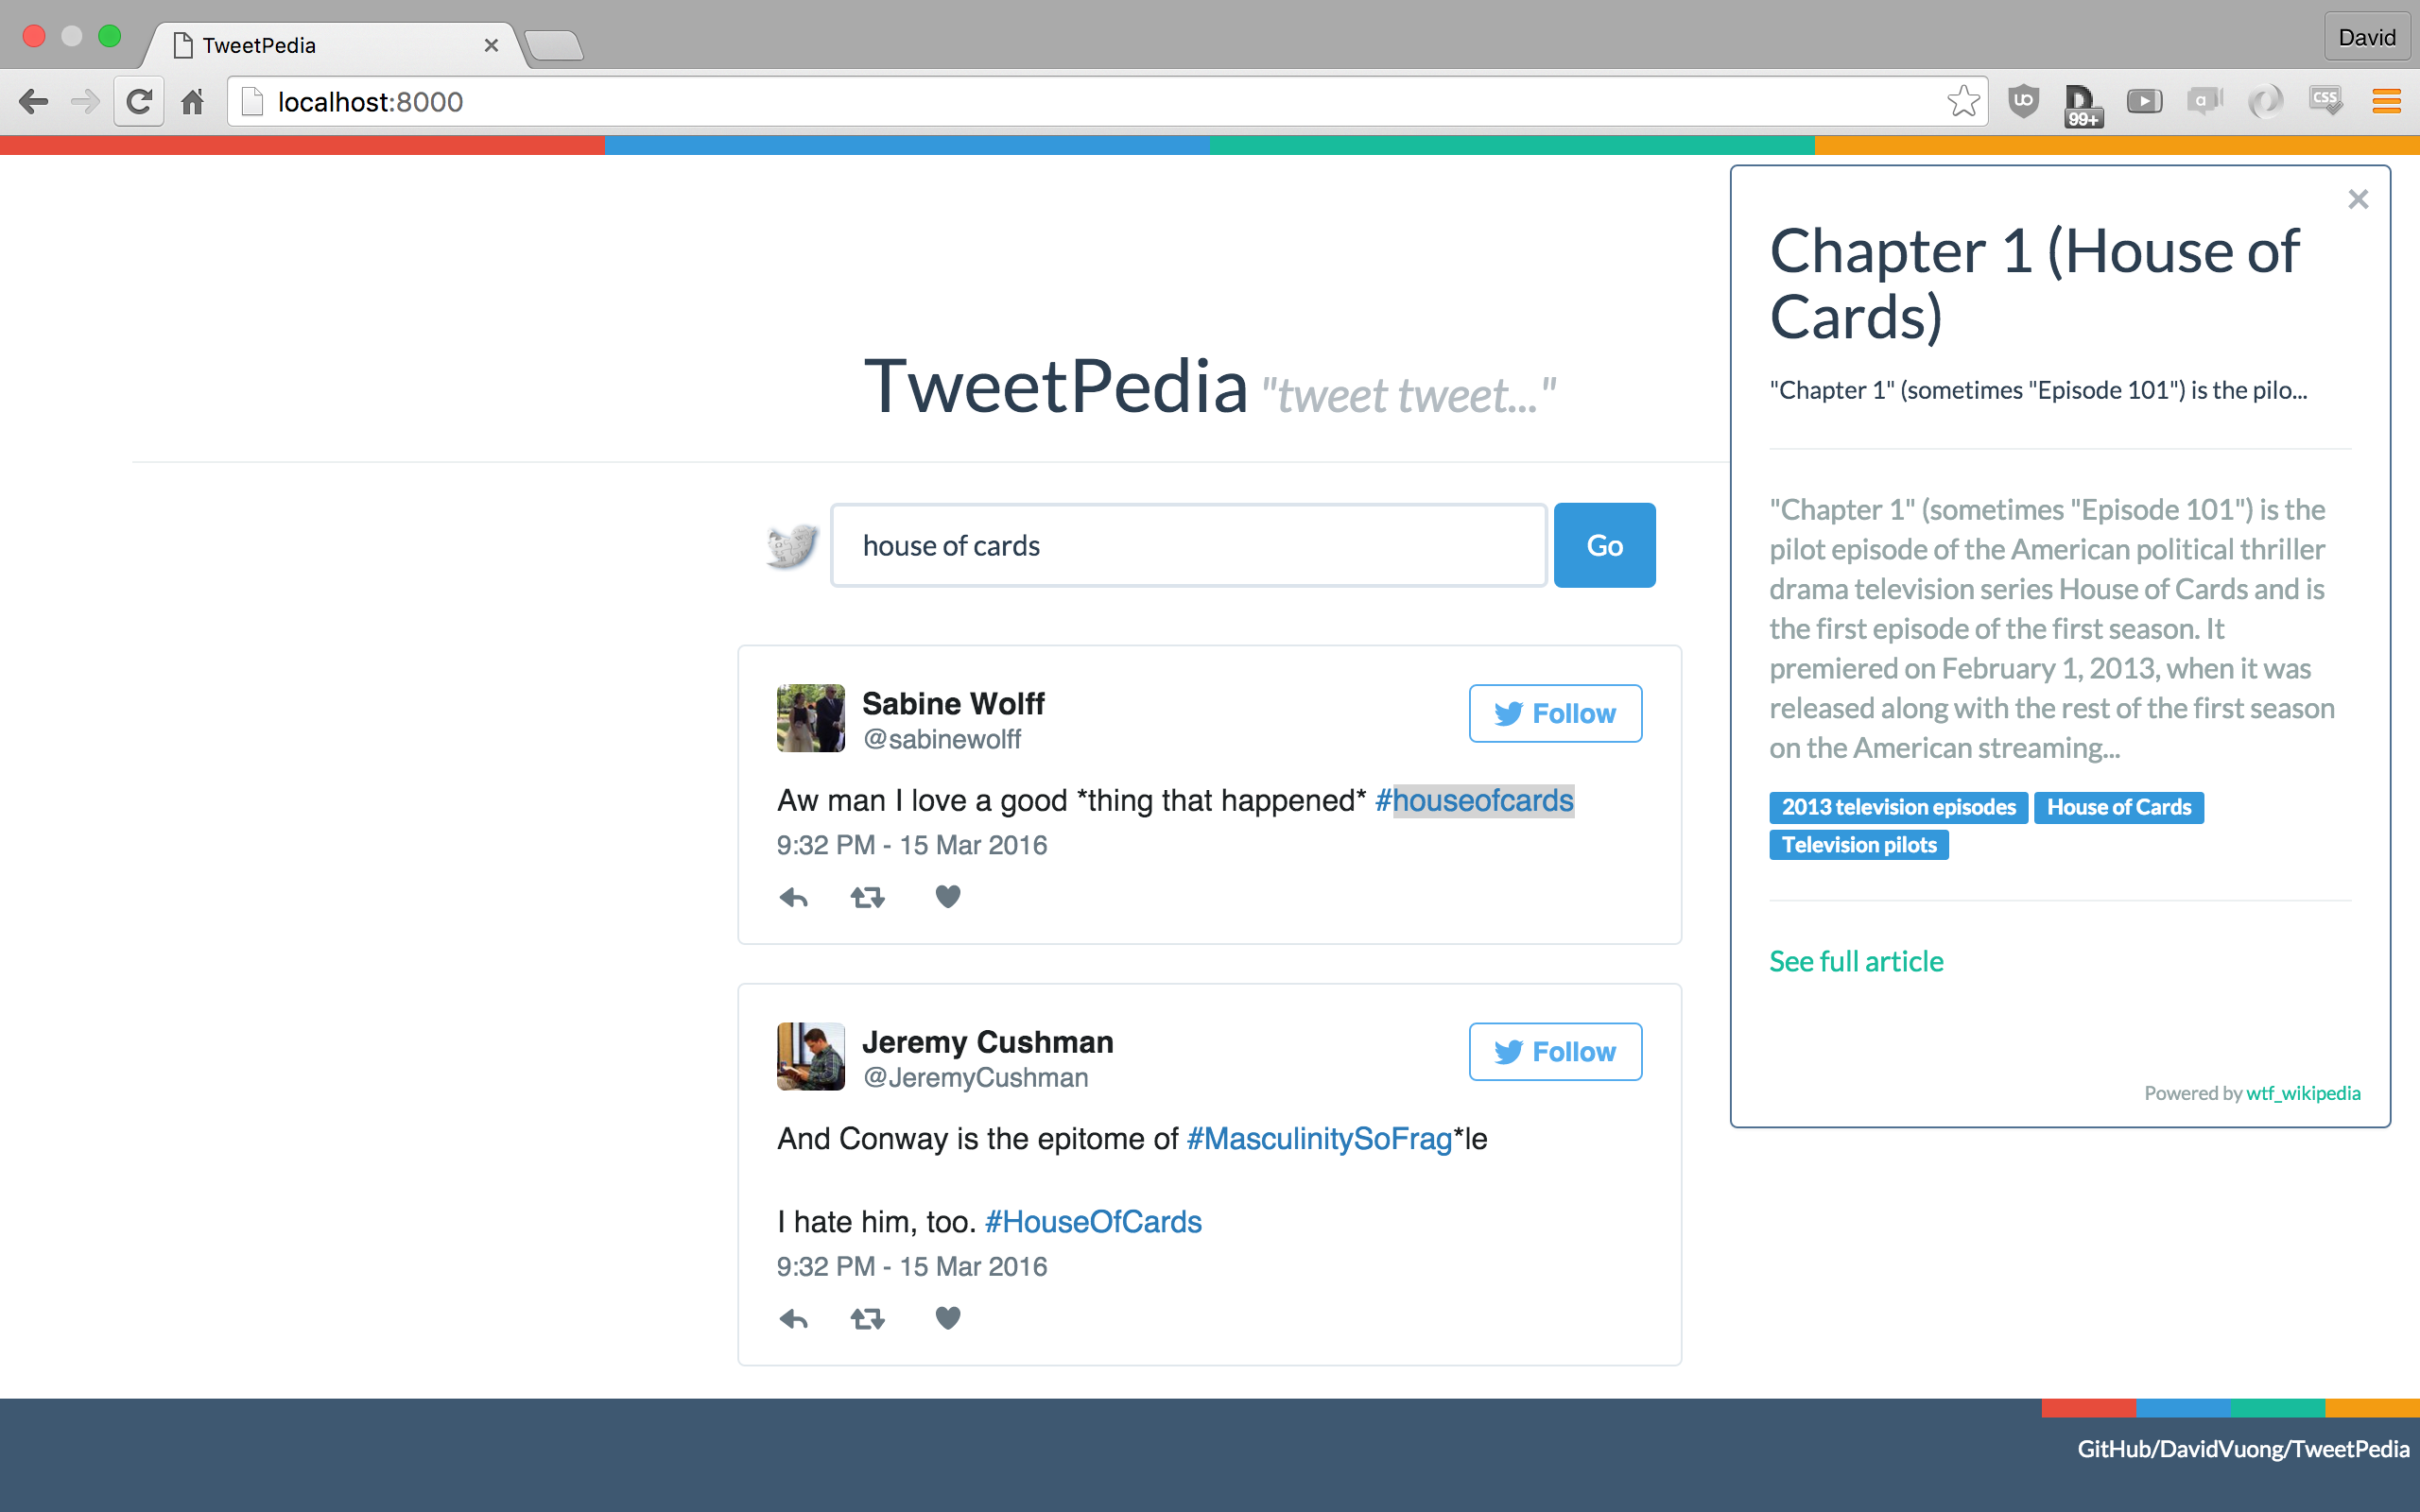 TweetPedia
David
localhost:8000
UO
99+
a
CSS
TweetPedia "tweet tweet..."
house of cards
Go
Sabine Wolff
@sabinewolff
Follow
Aw man I love a good *thing that happened* #houseofcards
9:32 PM - 15 Mar 2016
Jeremy Cushman
@JeremyCushman
Follow
And Conway is the epitome of #MasculinitySoFrag*le
I hate him, too. #HouseOfCards
9:32 PM - 15 Mar 2016
Chapter 1 (House of
Cards)
"Chapter 1" (sometimes "Episode 101") is the pilo...
"Chapter 1" (sometimes "Episode 101") is the
pilot episode of the American political thriller
drama television series House of Cards and is
the first episode of the first season. It
premiered on February 1, 2013, when it was
released along with the rest of the first season
on the American streaming...
2013 television episodes House of Cards
Television pilots
See full article
Powered by wtf_wikipedia
GitHub/DavidVuong/TweetPedia